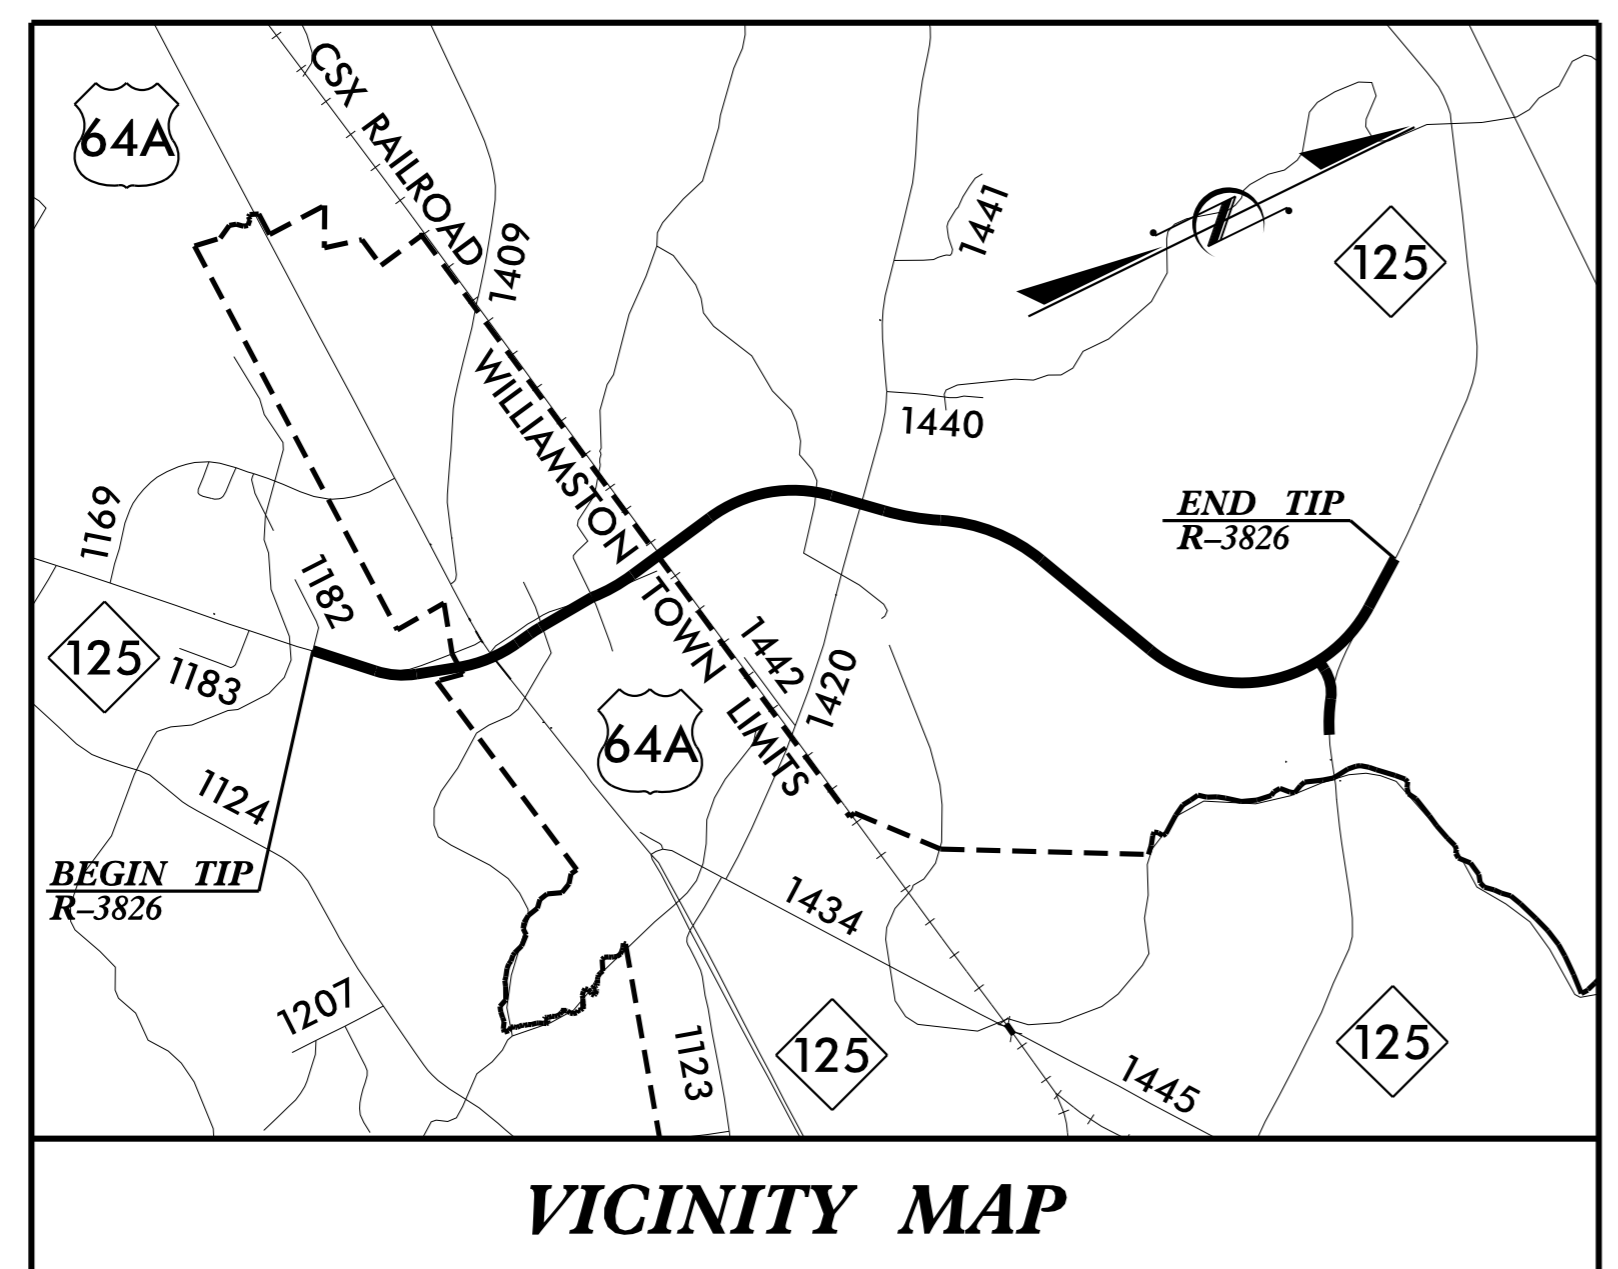 CSX RAILROAD
64A
1409
1441
N
125
WILLIAMSTON TOWN LIMITS
1440
1169
END TIP
R–3826
1182
125
1183
1442
1420
64A
1124
BEGIN TIP
R–3826
1434
1207
1123
125
125
1445
VICINITY MAP